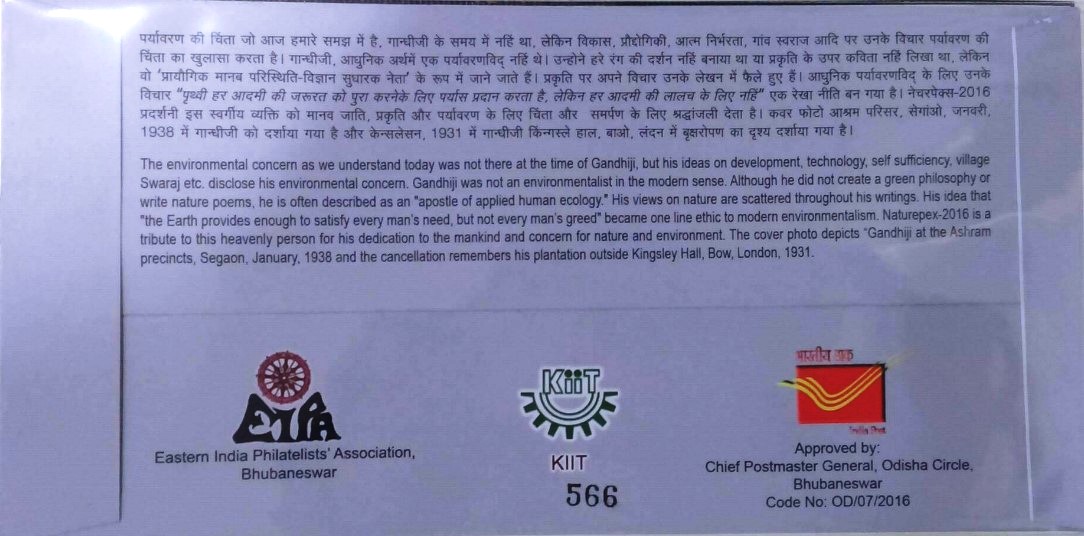 पर्यावरण की चिंता जो आज हमारे समझ में है, गान्धीजी के समय में नहिं था, लेकिन विकास, प्रौद्योगिकी, आत्म निर्भरता, गांव स्वराज आदि पर उनके विचार पर्यावरण की
चिंता का खुलासा करता है। गान्धीजी, आधुनिक अर्थमें एक पर्यावरणविद् नहिं थे। उन्होने हरे रंग की दर्शन नहिं बनाया था या प्रकृति के उपर कविता नहिं लिखा था, लेकिन
वो 'प्रायौगिक मानब परिस्थिति-विज्ञान सुधारक नेता' के रूप में जाने जाते हैं। प्रकृति पर अपने विचार उनके लेखन में फैले हुए हैं। आधुनिक पर्यावरणविद् के लिए उनके
विचार "पृथ्वी हर आदमी की जरूरत को पुरा करनेके लिए पर्यास प्रदान करता है, लेकिन हर आदमी की लालच के लिए नहिं" एक रेखा नीति बन गया है। नेचरपेक्स-2016
प्रदर्शनी इस स्वर्गीय व्यक्ति को मानव जाति, प्रकृति और पर्यावरण के लिए चिंता और समर्पण के लिए श्रद्धांजली देता है। कवर फोटो आश्रम परिसर, सेगांओ, जनवरी,
1938 में गान्धीजी को दर्शाया गया है और केन्सलेसन, 1931 में गान्धीजी किंग्गस्ले हाल, बाओ, लंदन में बृक्षरोपण का दृश्य दर्शाया गया है।
The environmental concern as we understand today was not there at the time of Gandhiji, but his ideas on development, technology, self sufficiency, village
Swaraj etc. disclose his environmental concern. Gandhiji was not an environmentalist in the modern sense. Although he did not create a green philosophy or
write nature poems, he is often described as an "apostle of applied human ecology." His views on nature are scattered throughout his writings. His idea that
"the Earth provides enough to satisfy every man's need, but not every man's greed" became one line ethic to modern environmentalism. Naturepex-2016 is a
tribute to this heavenly person for his dedication to the mankind and concern for nature and environment. The cover photo depicts "Gandhiji at the Ashram
precincts, Segaon, January, 1938 and the cancellation remembers his plantation outside Kingsley Hall, Bow, London, 1931.
EIPA
Eastern India Philatelists' Association,
Bhubaneswar
KiiT
KIIT
566
भारतीय डाक
India Post
Approved by:
Chief Postmaster General, Odisha Circle,
Bhubaneswar
Code No: OD/07/2016